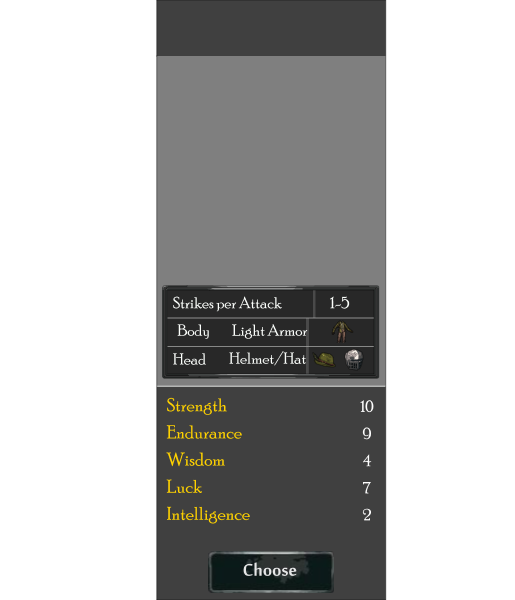 Strikes per Attack 1-5
Body Light Armor
Head Helmet/Hat
Strength 10
Endurance 9
Wisdom 4
Luck 7
Intelligence 2
Choose